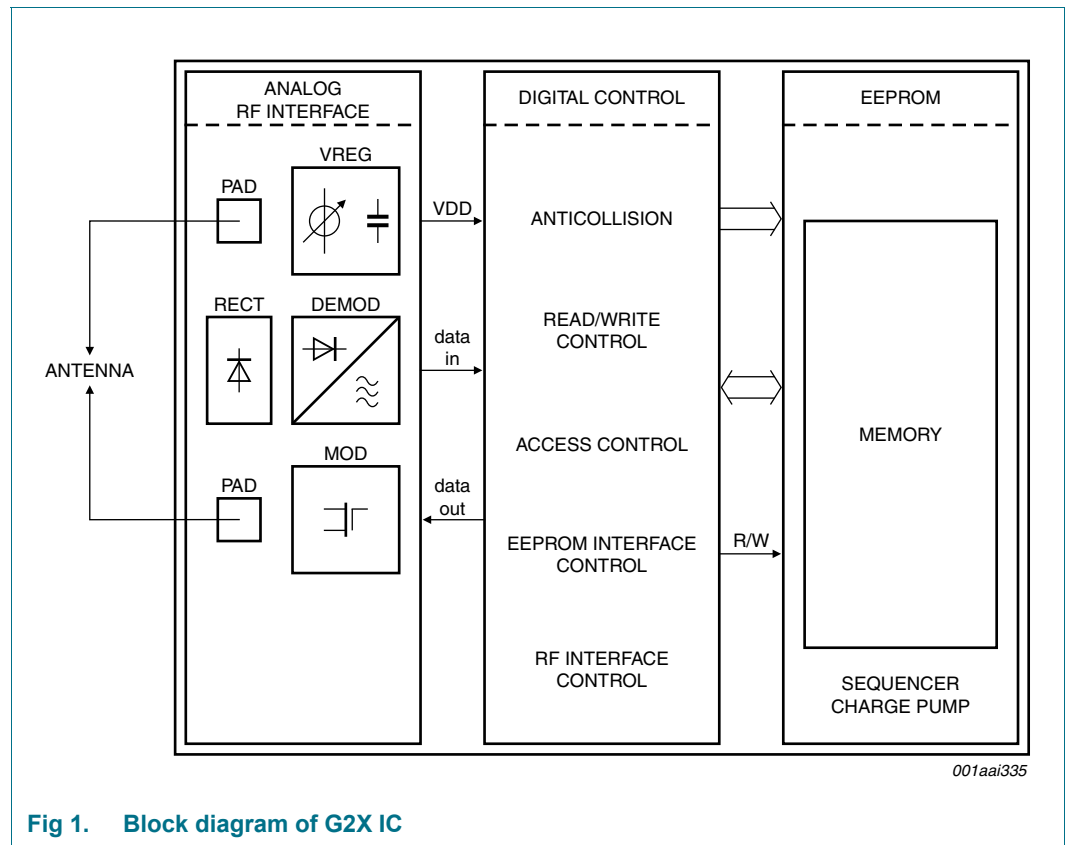 ANALOG
RF INTERFACE
VREG
PAD
RECT
DEMOD
MOD
PAD
ANTENNA
VDD
data
in
data
out
DIGITAL CONTROL
ANTICOLLISION
READ/WRITE
CONTROL
ACCESS CONTROL
EEPROM INTERFACE
CONTROL
RF INTERFACE
CONTROL
R/W
EEPROM
MEMORY
SEQUENCER
CHARGE PUMP
001aai335
Fig 1. Block diagram of G2X IC